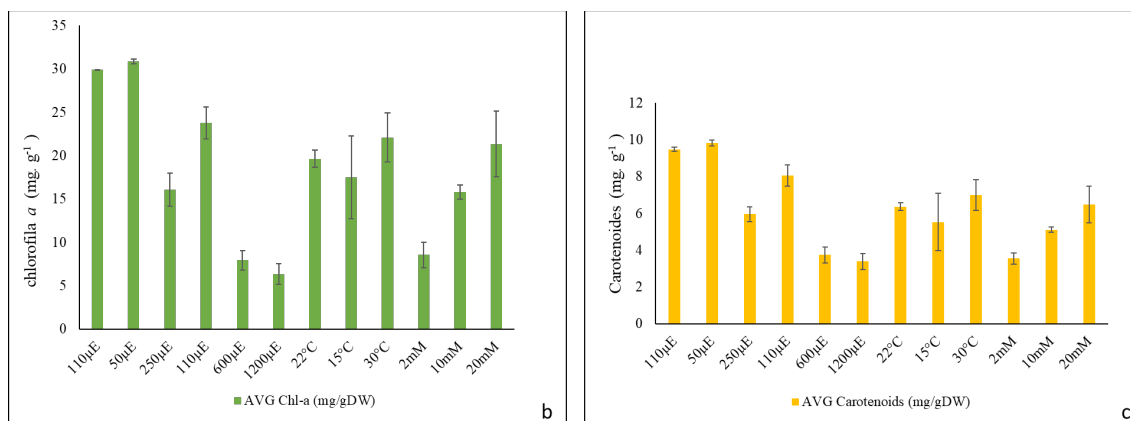 35
30
25
20
15
10
5
0
chlorofila a (mg. g-1 )
110µE 50µE 250µE 110µE 600µE 1200µE 22°C 15°C 30°C 2mM 10mM 20mM
AVG Chl-a (mg/gDW)
b
12
10
8
6
4
2
0
Carotenoides (mg. g-1 )
110µE 50µE 250µE 110µE 600µE 1200µE 22°C 15°C 30°C 2mM 10mM 20mM
AVG Carotenoids (mg/gDW)
c